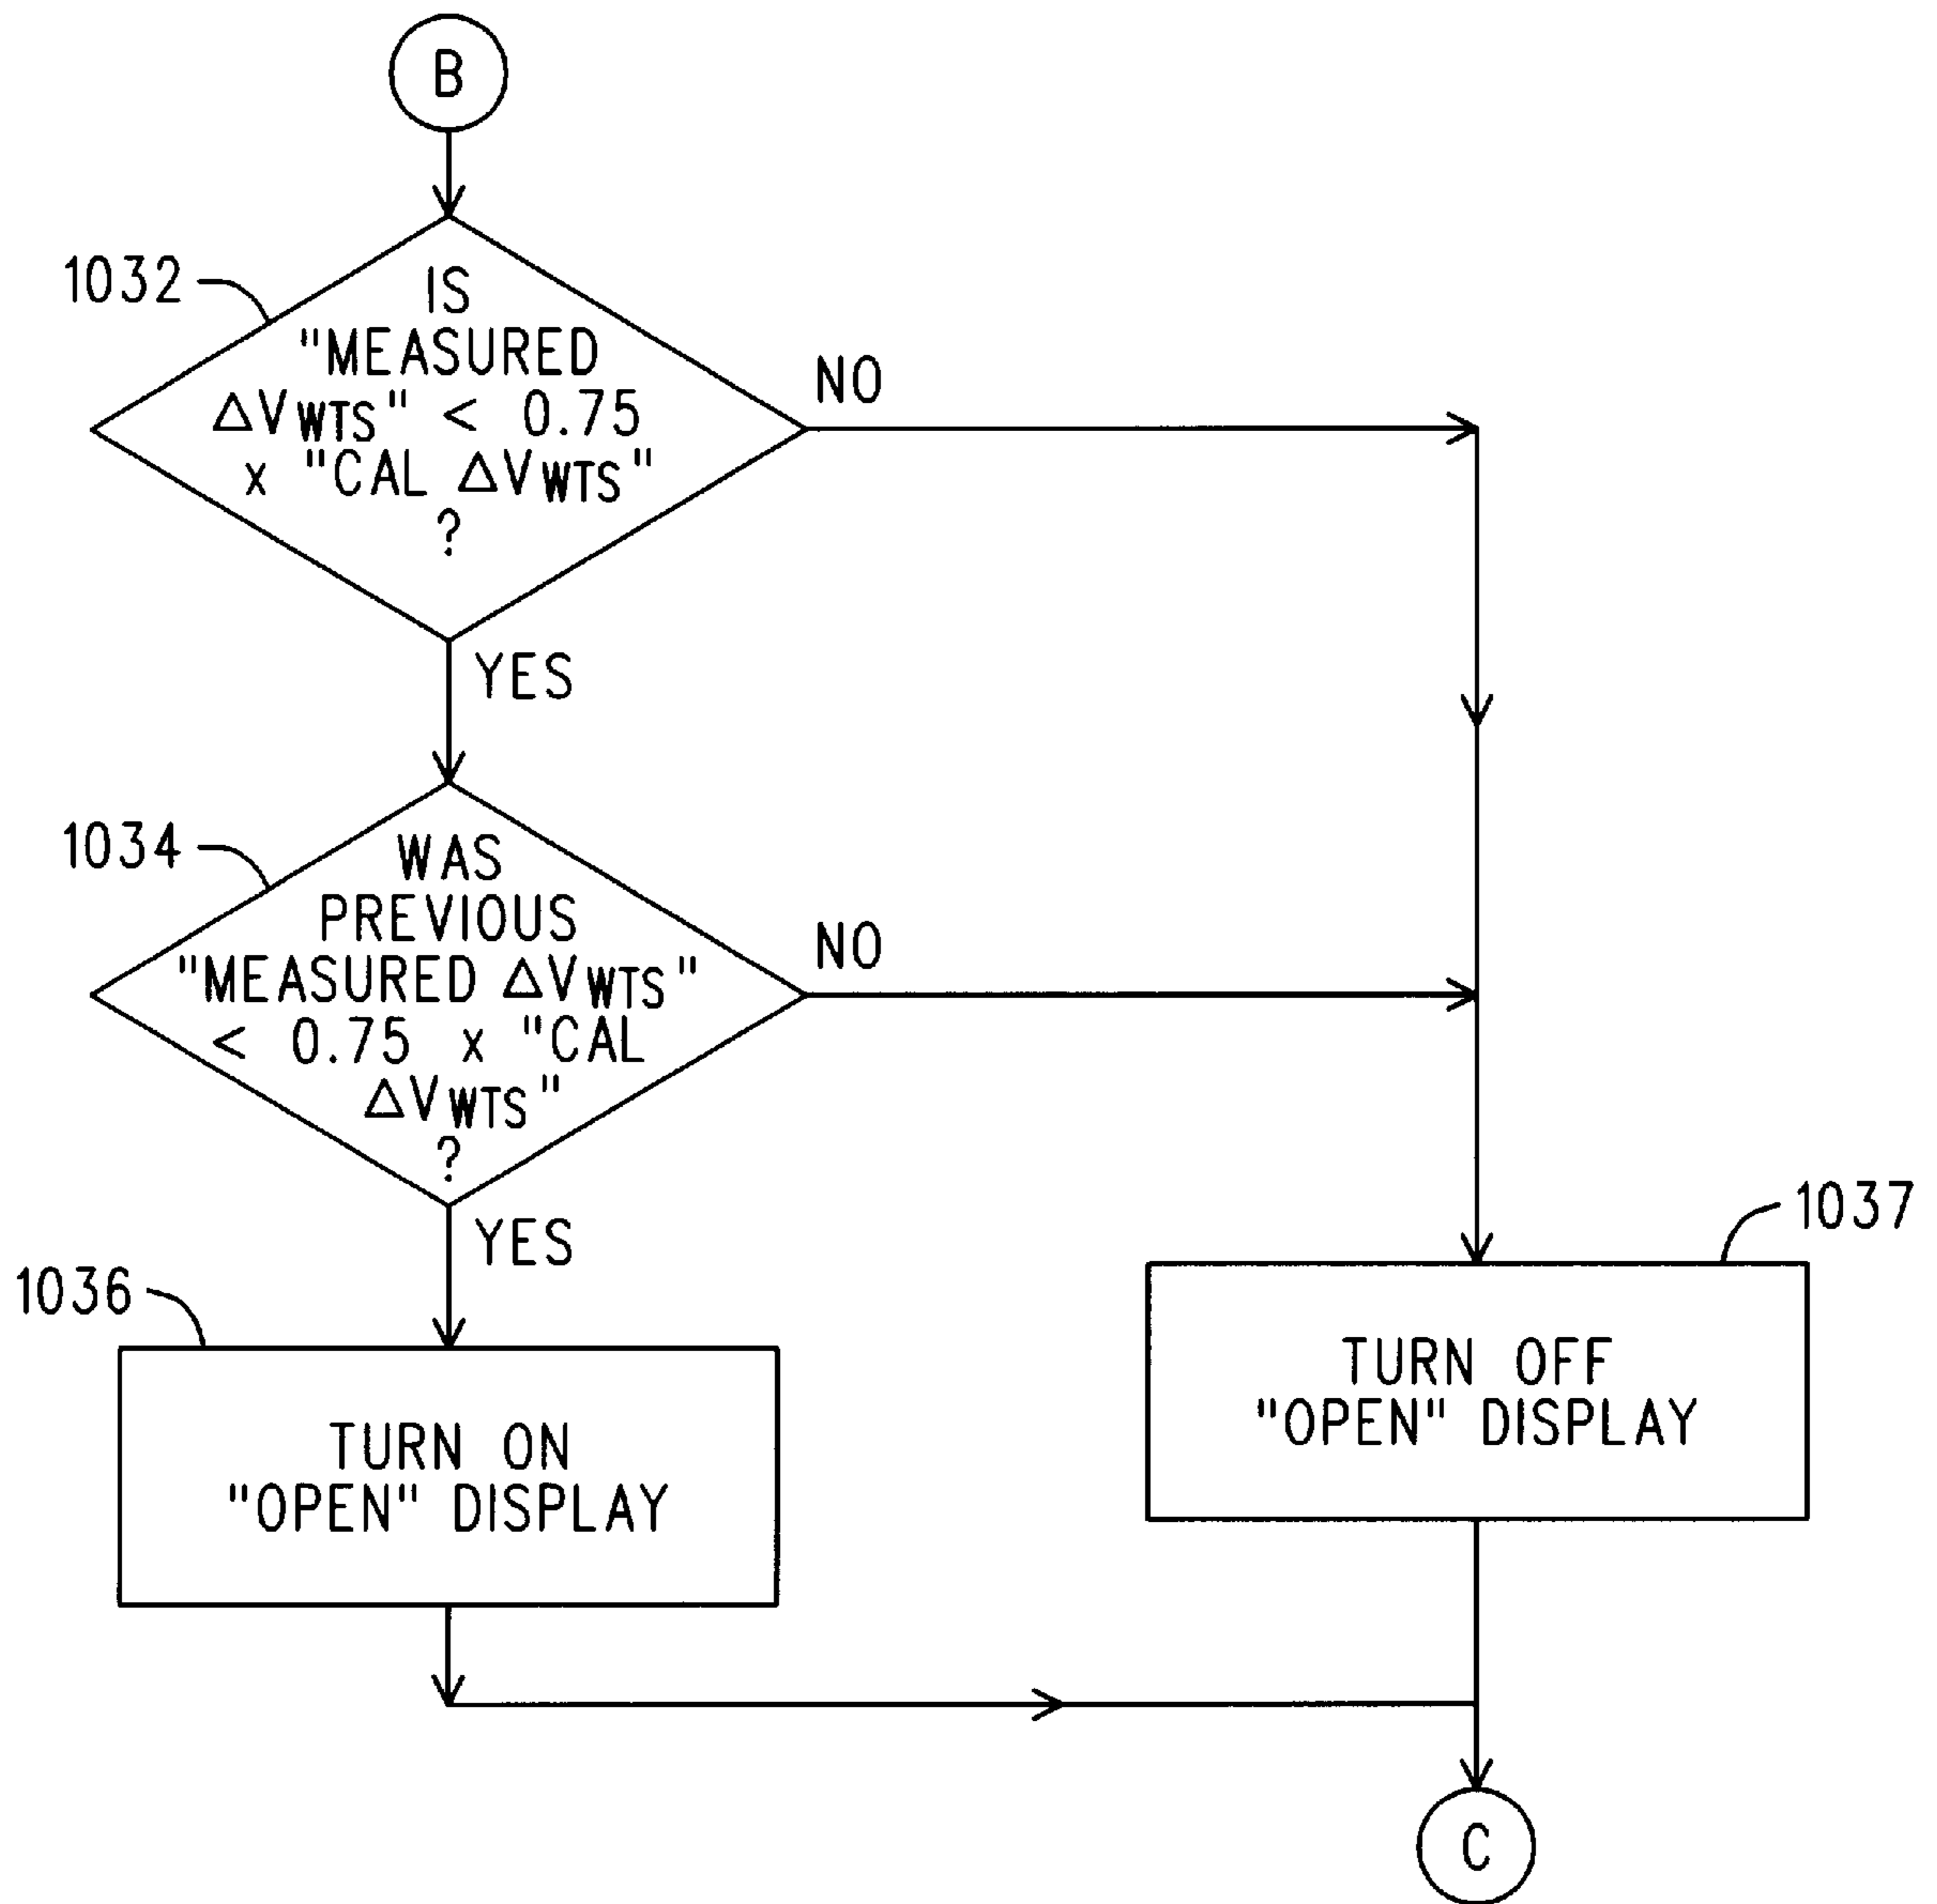 B
1032
IS
"MEASURED
ΔVWTS" < 0.75
x "CAL ΔVWTS"
?
NO
YES
1034
WAS
PREVIOUS
"MEASURED ΔVWTS"
< 0.75 x "CAL
ΔVWTS"
?
NO
YES
1036
TURN ON
"OPEN" DISPLAY
1037
TURN OFF
"OPEN" DISPLAY
C